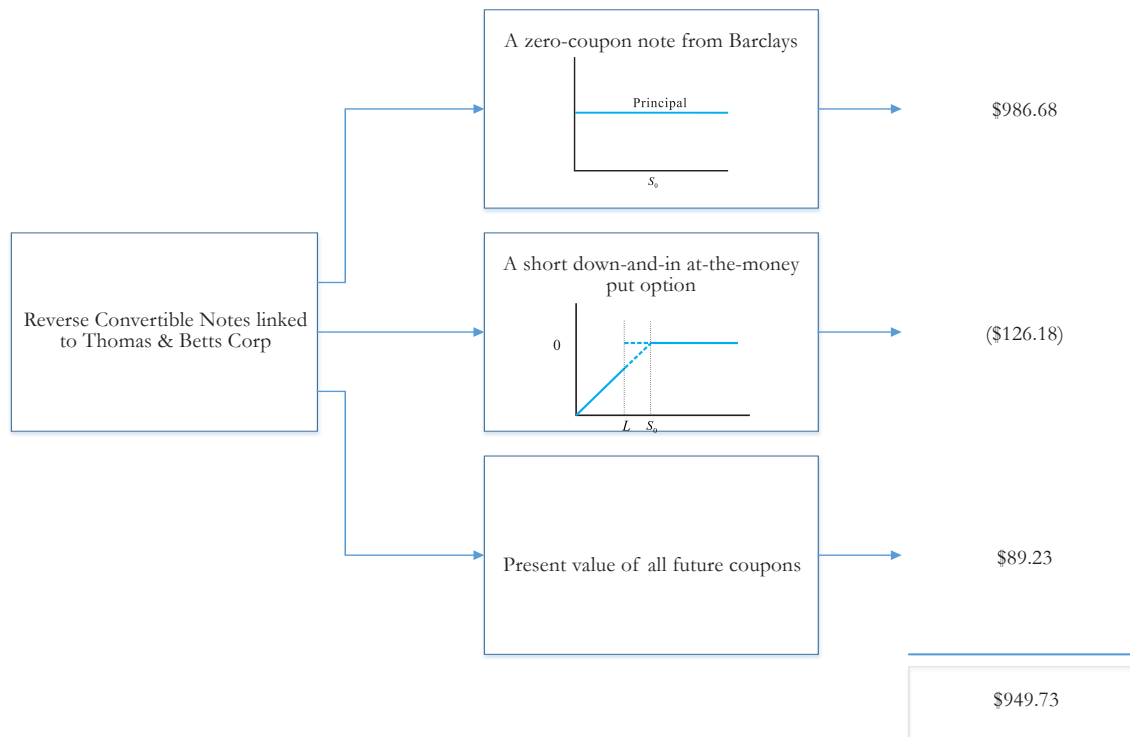 A zero-coupon note from Barclays
Principal
S₀
$986.68
Reverse Convertible Notes linked
to Thomas & Betts Corp
A short down-and-in at-the-money
put option
0
L S₀
($126.18)
Present value of all future coupons
$89.23
$949.73